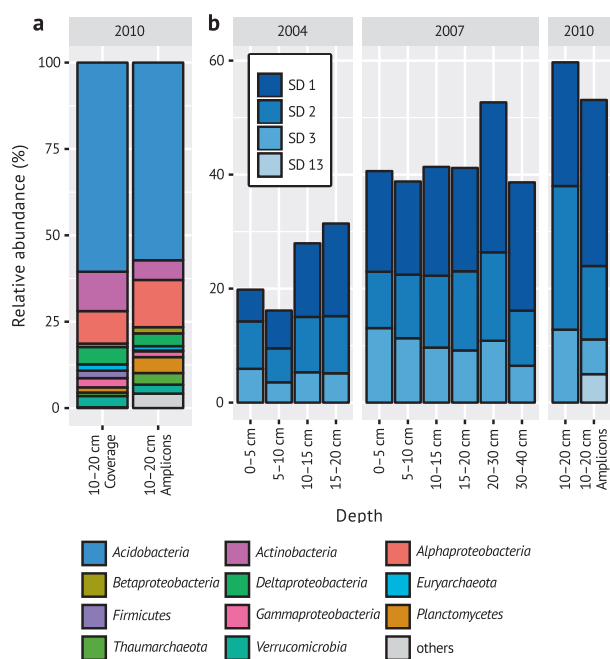 a
2010
Relative abundance (%)
100
75
50
25
0
10–20 cm
Coverage
10–20 cm
Amplicons
b
2004
2007
2010
60
40
20
0
SD 1
SD 2
SD 3
SD 13
0–5 cm
5–10 cm
10–15 cm
15–20 cm
0–5 cm
5–10 cm
10–15 cm
15–20 cm
20–30 cm
30–40 cm
10–20 cm
10–20 cm
Amplicons
Depth
Acidobacteria
Actinobacteria
Alphaproteobacteria
Betaproteobacteria
Deltaproteobacteria
Euryarchaeota
Firmicutes
Gammaproteobacteria
Planctomycetes
Thaumarchaeota
Verrucomicrobia
others